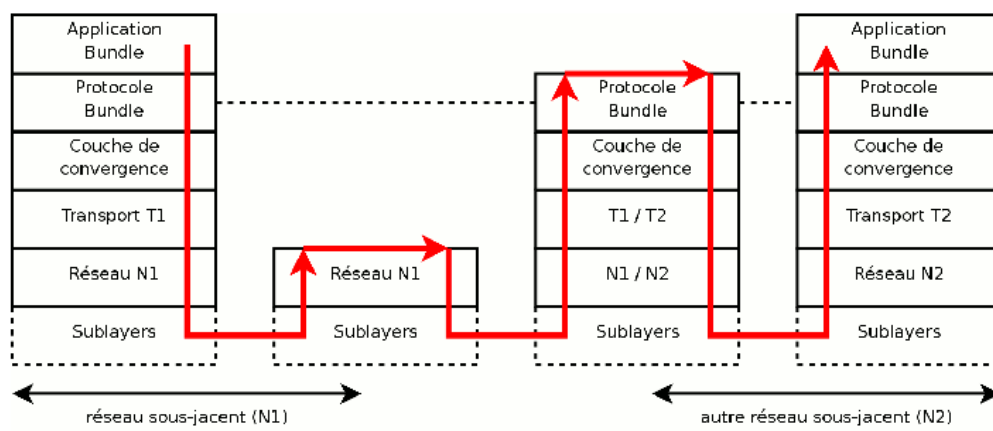 Application
Bundle
Protocole
Bundle
Couche de
convergence
Transport T1
Réseau N1
Sublayers
Réseau N1
Sublayers
Protocole
Bundle
Couche de
convergence
T1 / T2
N1 / N2
Sublayers
Application
Bundle
Protocole
Bundle
Couche de
convergence
Transport T2
Réseau N2
Sublayers
réseau sous-jacent (N1)
autre réseau sous-jacent (N2)